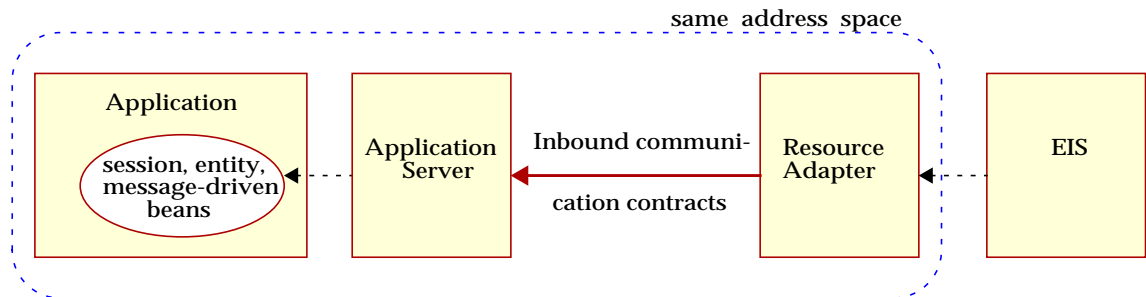 same address space
Application
session, entity,
message-driven
beans
Application
Server
Inbound communi-
cation contracts
Resource
Adapter
EIS